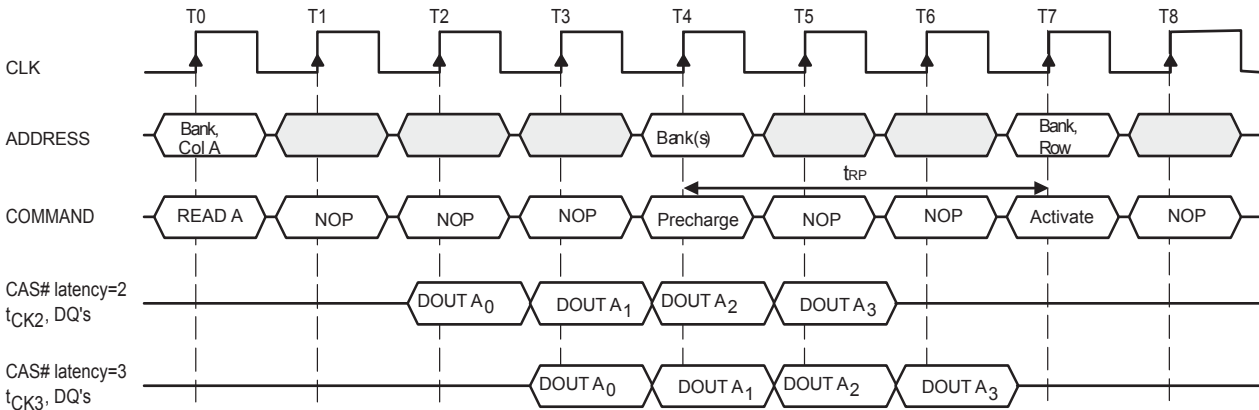 T0 T1 T2 T3 T4 T5 T6 T7 T8
CLK
ADDRESS
Bank,
Col A
Bank(s)
Bank,
Row
tRP
COMMAND
READ A NOP NOP NOP Precharge NOP NOP Activate NOP
CAS# latency=2
tCK2, DQ's
DOUT A0 DOUT A1 DOUT A2 DOUT A3
CAS# latency=3
tCK3, DQ's
DOUT A0 DOUT A1 DOUT A2 DOUT A3